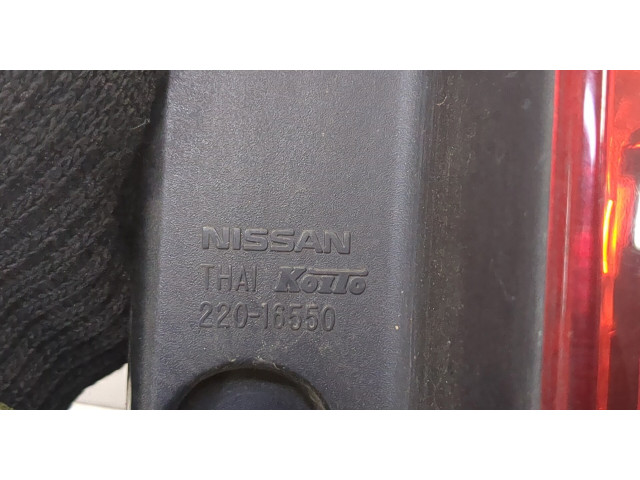 NISSAN
THAI KOITO
220-16550